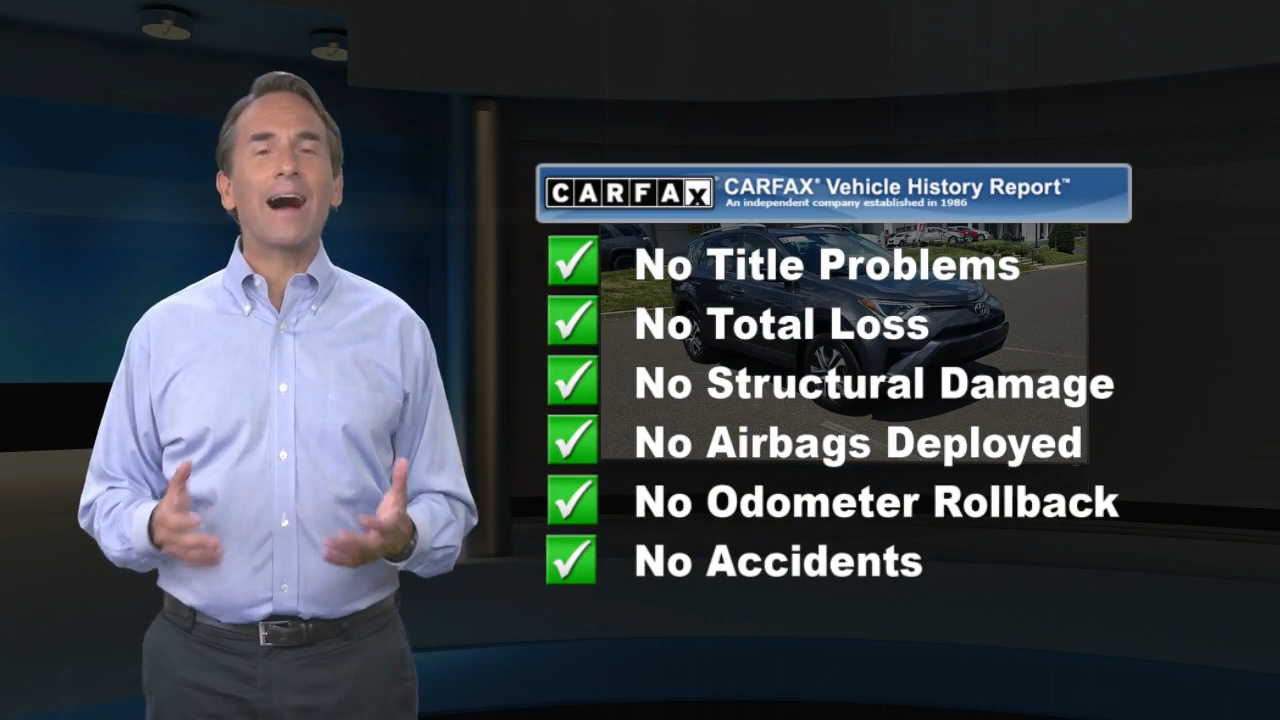 CARFAX® CARFAX® Vehicle History Report™
An independent company established in 1986
No Title Problems
No Total Loss
No Structural Damage
No Airbags Deployed
No Odometer Rollback
No Accidents